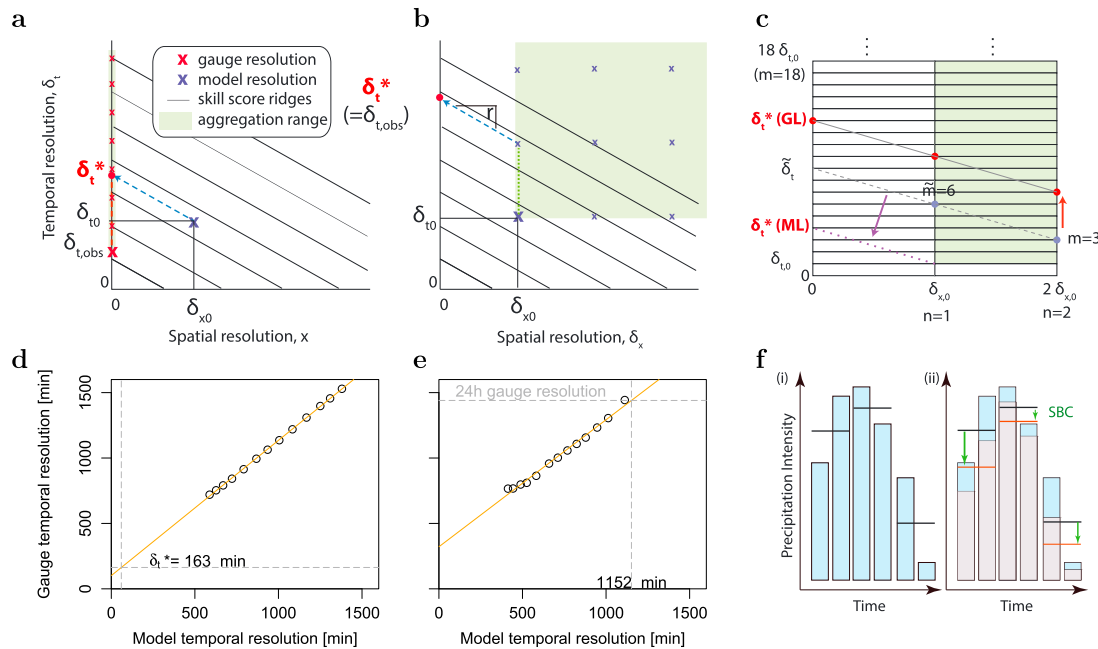 a
Temporal resolution, δt
x gauge resolution
x model resolution
skill score ridges
aggregation range
δt*
(=δt,obs)
δt*
δt0
δt,obs
0
0
δx0
Spatial resolution, x
b
r
δt0
0
0
δx0
Spatial resolution, δx
c
18 δt,0
(m=18)
δt* (GL)
δ̃t
m̃=6
δt* (ML)
m=3
δt,0
0
0
δx,0
2 δx,0
n=1
n=2
d
Gauge temporal resolution [min]
1500
1000
500
0
δt*= 163 min
0
500
1000
1500
Model temporal resolution [min]
e
24h gauge resolution
1152 min
0
500
1000
1500
Model temporal resolution [min]
f
(i)
(ii)
SBC
Precipitation Intensity
Time
Time